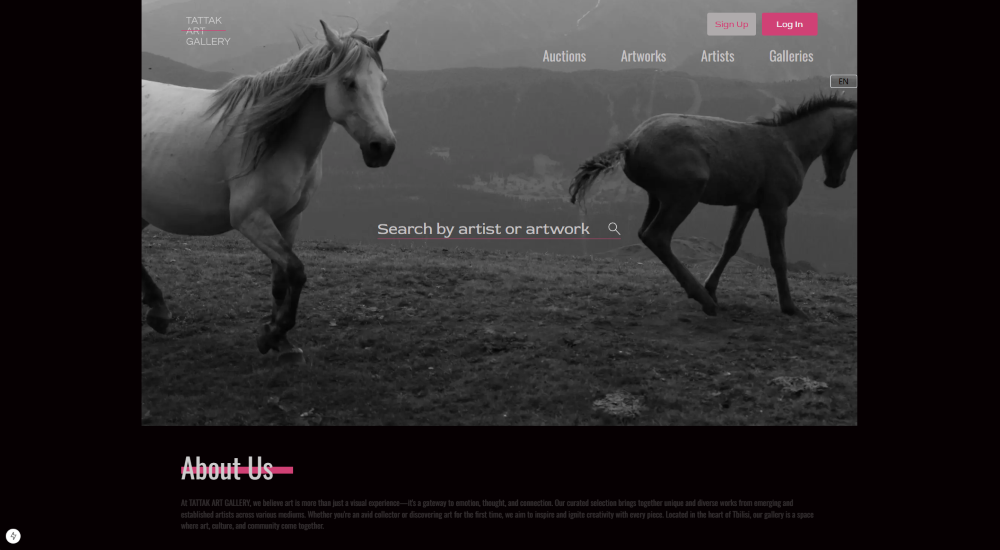 TATTAK
ART
GALLERY
Sign Up
Log In
Auctions
Artworks
Artists
Galleries
EN
Search by artist or artwork
About Us
At TATTAK ART GALLERY, we believe art is more than just a visual experience—it's a gateway to emotion, thought, and connection. Our curated selection brings together unique and diverse works from emerging and
established artists across various mediums. Whether you're an avid collector or discovering art for the first time, we aim to inspire and ignite creativity with every piece. Located in the heart of Tbilisi, our gallery is a space
where art, culture, and community come together.